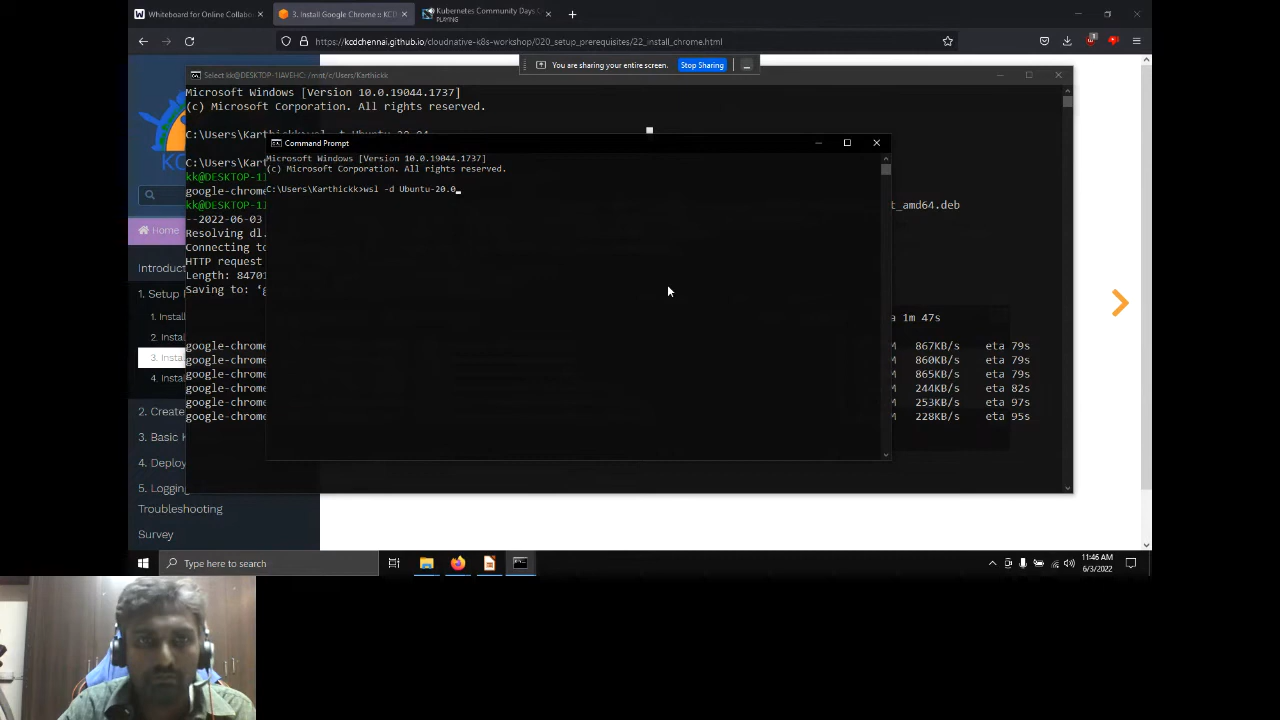 Whiteboard for Online Collabo
3. Install Google Chrome :: KCD
Kubernetes Community Days C
PLAYING
https://kcdchennai.github.io/cloudnative-k8s-workshop/020_setup_prerequisites/22_install_chrome.html
You are sharing your entire screen.
Stop Sharing
Select kk@DESKTOP-1JAVEHC: /mnt/c/Users/Karthickk
Microsoft Windows [Version 10.0.19044.1737]
(c) Microsoft Corporation. All rights reserved.
C:\Users\Karthickk>wsl -t Ubuntu-20.04
Command Prompt
Microsoft Windows [Version 10.0.19044.1737]
(c) Microsoft Corporation. All rights reserved.
C:\Users\Karthickk>wsl -d Ubuntu-20.0
C:\Users\Kart
kk@DESKTOP-1J
google-chrome
kk@DESKTOP-1J
t_amd64.deb
--2022-06-03
Resolving dl.
Connecting to
HTTP request
Length: 84701
Saving to: ‘g
a 1m 47s
google-chrome
M 867KB/s eta 79s
google-chrome
M 860KB/s eta 79s
google-chrome
M 865KB/s eta 79s
google-chrome
M 244KB/s eta 82s
google-chrome
M 253KB/s eta 97s
google-chrome
M 228KB/s eta 95s
KC
Home
Introduct
1. Setup P
1. Install
2. Instal
3. Instal
4. Instal
2. Create
3. Basic K
4. Deploy
5. Logging
Troubleshooting
Survey
Type here to search
11:46 AM
6/3/2022